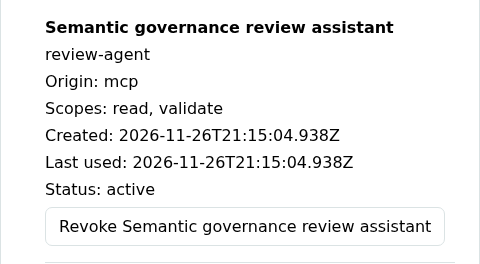 Semantic governance review assistant
review-agent
Origin: mcp
Scopes: read, validate
Created: 2026-11-26T21:15:04.938Z
Last used: 2026-11-26T21:15:04.938Z
Status: active
Revoke Semantic governance review assistant